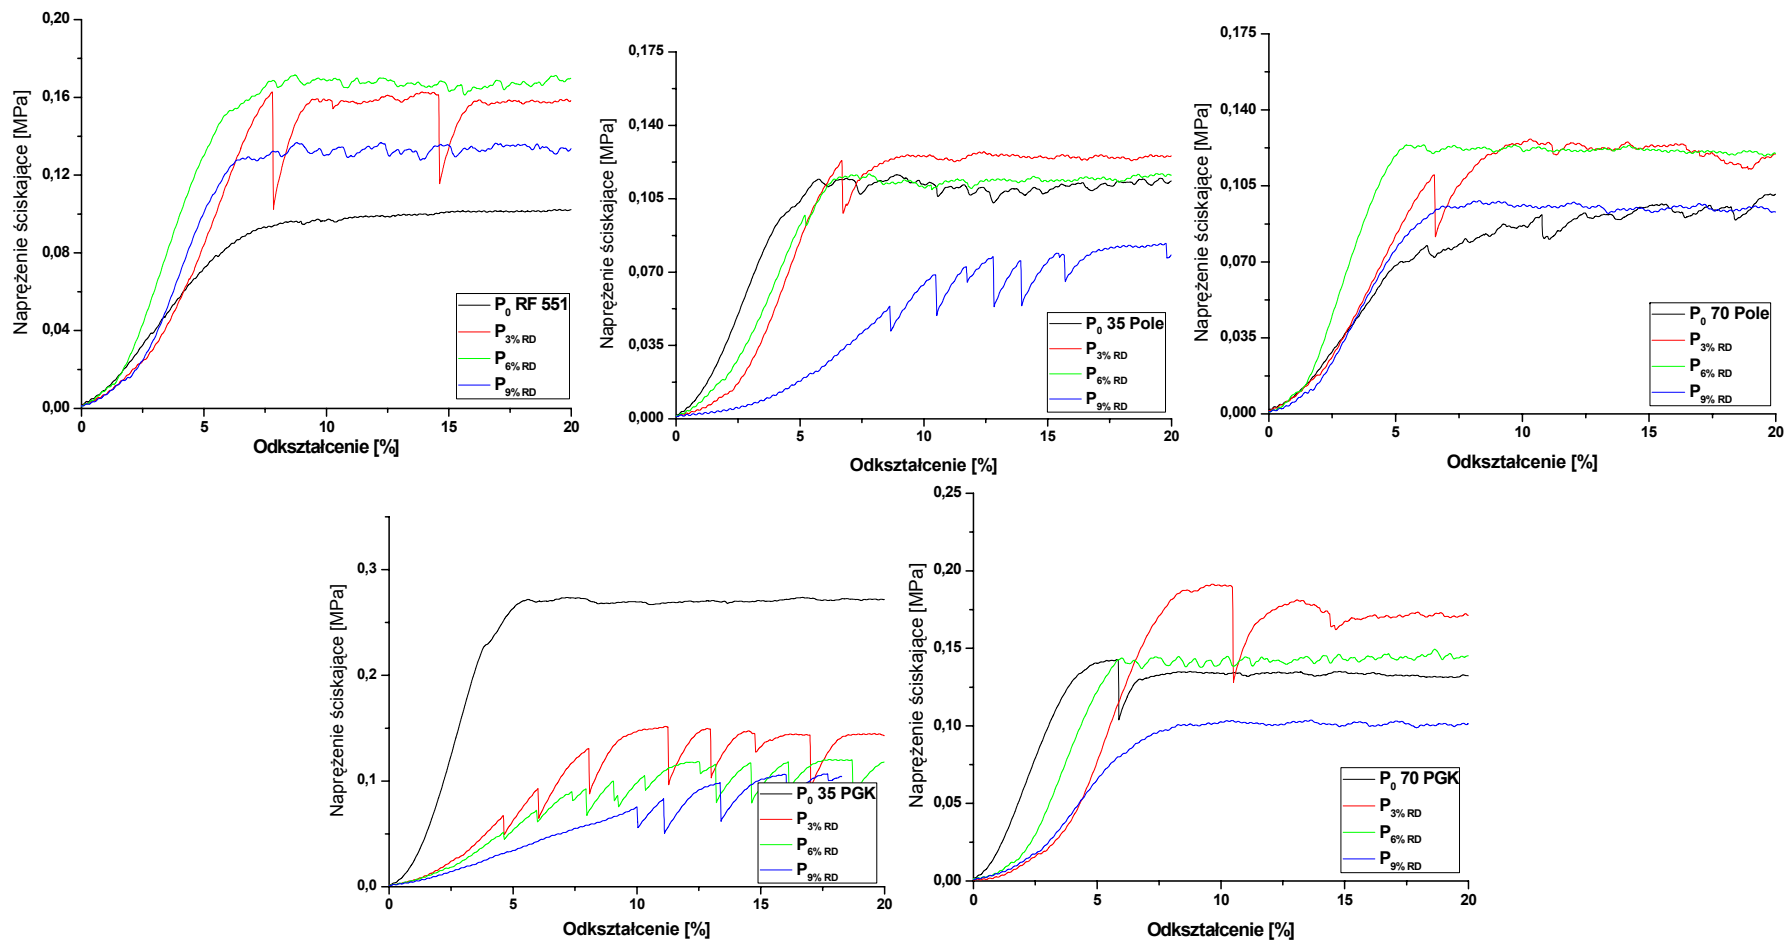 Naprężenie ściskające [MPa]
0,20
0,16
0,12
0,08
0,04
0,00
0
5
10
15
20
Odkształcenie [%]
P0 RF 551
P3% RD
P6% RD
P9% RD
Naprężenie ściskające [MPa]
0,175
0,140
0,105
0,070
0,035
0,000
0
5
10
15
20
Odkształcenie [%]
P0 35 Pole
P3% RD
P6% RD
P9% RD
Naprężenie ściskające [MPa]
0,175
0,140
0,105
0,070
0,035
0,000
0
5
10
15
20
Odkształcenie [%]
P0 70 Pole
P3% RD
P6% RD
P9% RD
Naprężenie ściskające [MPa]
0,3
0,2
0,1
0,0
0
5
10
15
20
Odkształcenie [%]
P0 35 PGK
P3% RD
P6% RD
P9% RD
Naprężenie ściskające [MPa]
0,25
0,20
0,15
0,10
0,05
0,00
0
5
10
15
20
Odkształcenie [%]
P0 70 PGK
P3% RD
P6% RD
P9% RD